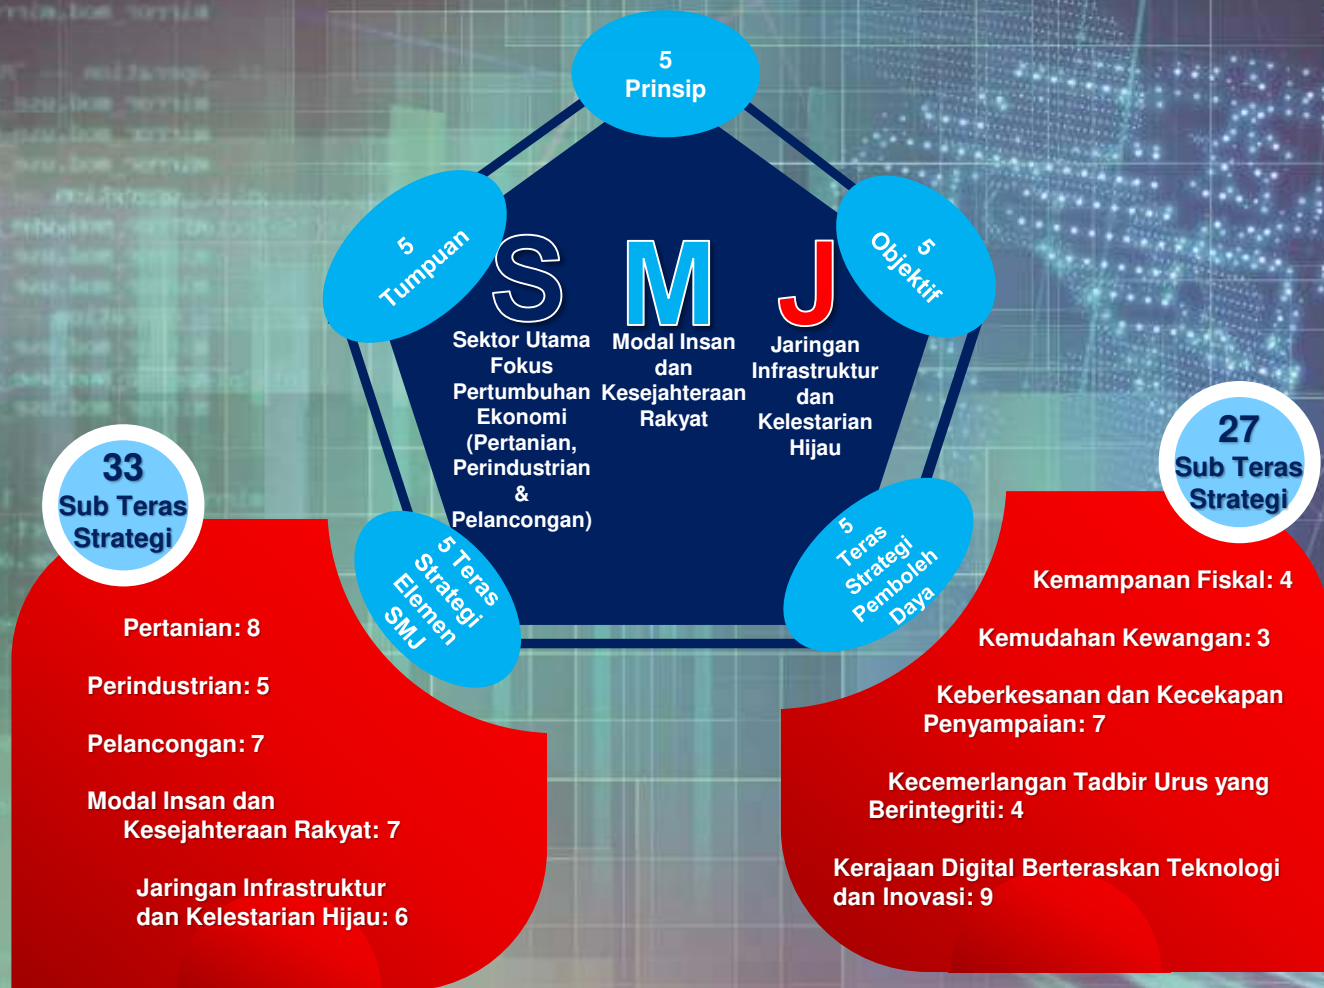 5
Prinsip
5
Tumpuan
5
Objektif
S M J
Sektor Utama
Fokus
Pertumbuhan
Ekonomi
(Pertanian,
Perindustrian
&
Pelancongan)
Modal Insan
dan
Kesejahteraan
Rakyat
Jaringan
Infrastruktur
dan
Kelestarian
Hijau
5 Teras
Strategi
Elemen
SMJ
5
Teras
Strategi
Pemboleh
Daya
33
Sub Teras
Strategi
Pertanian: 8
Perindustrian: 5
Pelancongan: 7
Modal Insan dan
Kesejahteraan Rakyat: 7
Jaringan Infrastruktur
dan Kelestarian Hijau: 6
27
Sub Teras
Strategi
Kemampanan Fiskal: 4
Kemudahan Kewangan: 3
Keberkesanan dan Kecekapan
Penyampaian: 7
Kecemerlangan Tadbir Urus yang
Berintegriti: 4
Kerajaan Digital Berteraskan Teknologi
dan Inovasi: 9